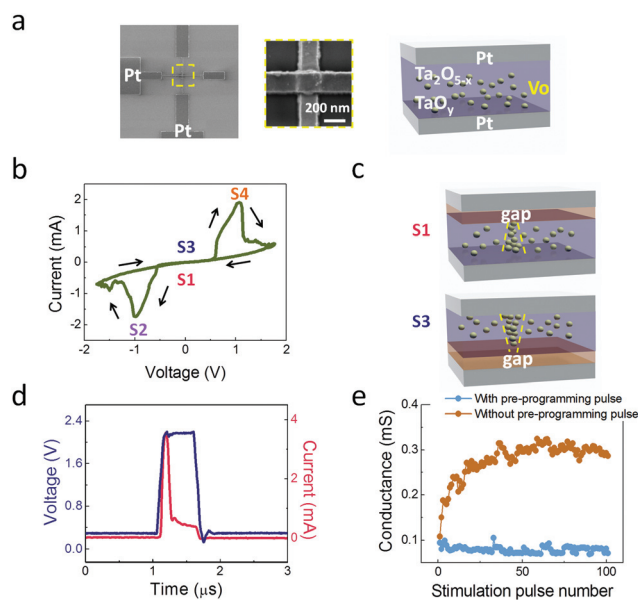 a
Pt
Pt
200 nm
Pt
Ta2O5-x
Vo
TaOy
Pt
b
S4
S3
S1
S2
Current (mA)
2
1
0
-1
-2
-2 -1 0 1 2
Voltage (V)
c
S1
gap
S3
gap
d
Voltage (V)
2.4
1.6
0.8
0.0
4
2
0
Current (mA)
0 1 2 3
Time (μs)
e
With pre-programming pulse
Without pre-programming pulse
Conductance (mS)
0.4
0.3
0.2
0.1
0 50 100
Stimulation pulse number